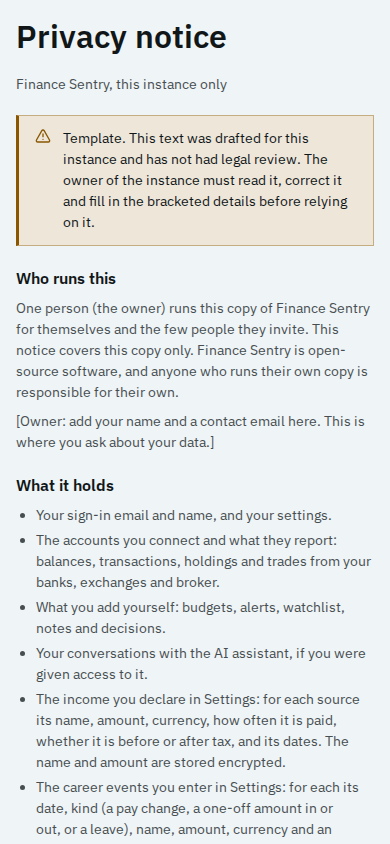 Privacy notice
Finance Sentry, this instance only
Template. This text was drafted for this
instance and has not had legal review. The
owner of the instance must read it, correct it
and fill in the bracketed details before relying
on it.
Who runs this
One person (the owner) runs this copy of Finance Sentry
for themselves and the few people they invite. This
notice covers this copy only. Finance Sentry is open-
source software, and anyone who runs their own copy is
responsible for their own.
[Owner: add your name and a contact email here. This is
where you ask about your data.]
What it holds
• Your sign-in email and name, and your settings.
• The accounts you connect and what they report:
balances, transactions, holdings and trades from your
banks, exchanges and broker.
• What you add yourself: budgets, alerts, watchlist,
notes and decisions.
• Your conversations with the AI assistant, if you were
given access to it.
• The income you declare in Settings: for each source
its name, amount, currency, how often it is paid,
whether it is before or after tax, and its dates. The
name and amount are stored encrypted.
• The career events you enter in Settings: for each its
date, kind (a pay change, a one-off amount in or
out, or a leave), name, amount, currency and an